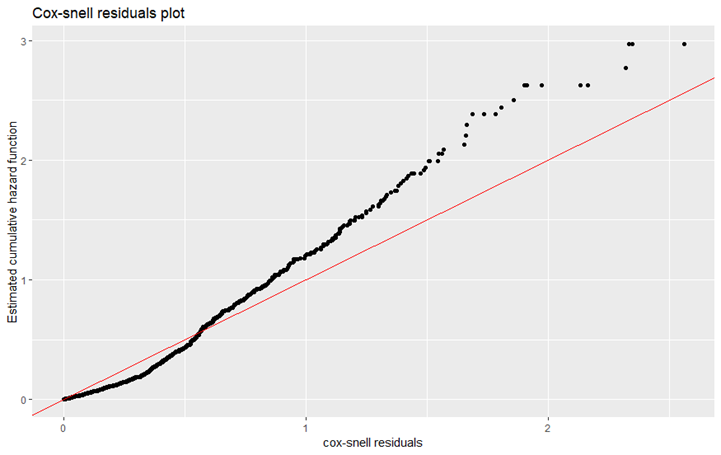 Cox-snell residuals plot
Estimated cumulative hazard function
3
2
1
0
0 1 2
cox-snell residuals